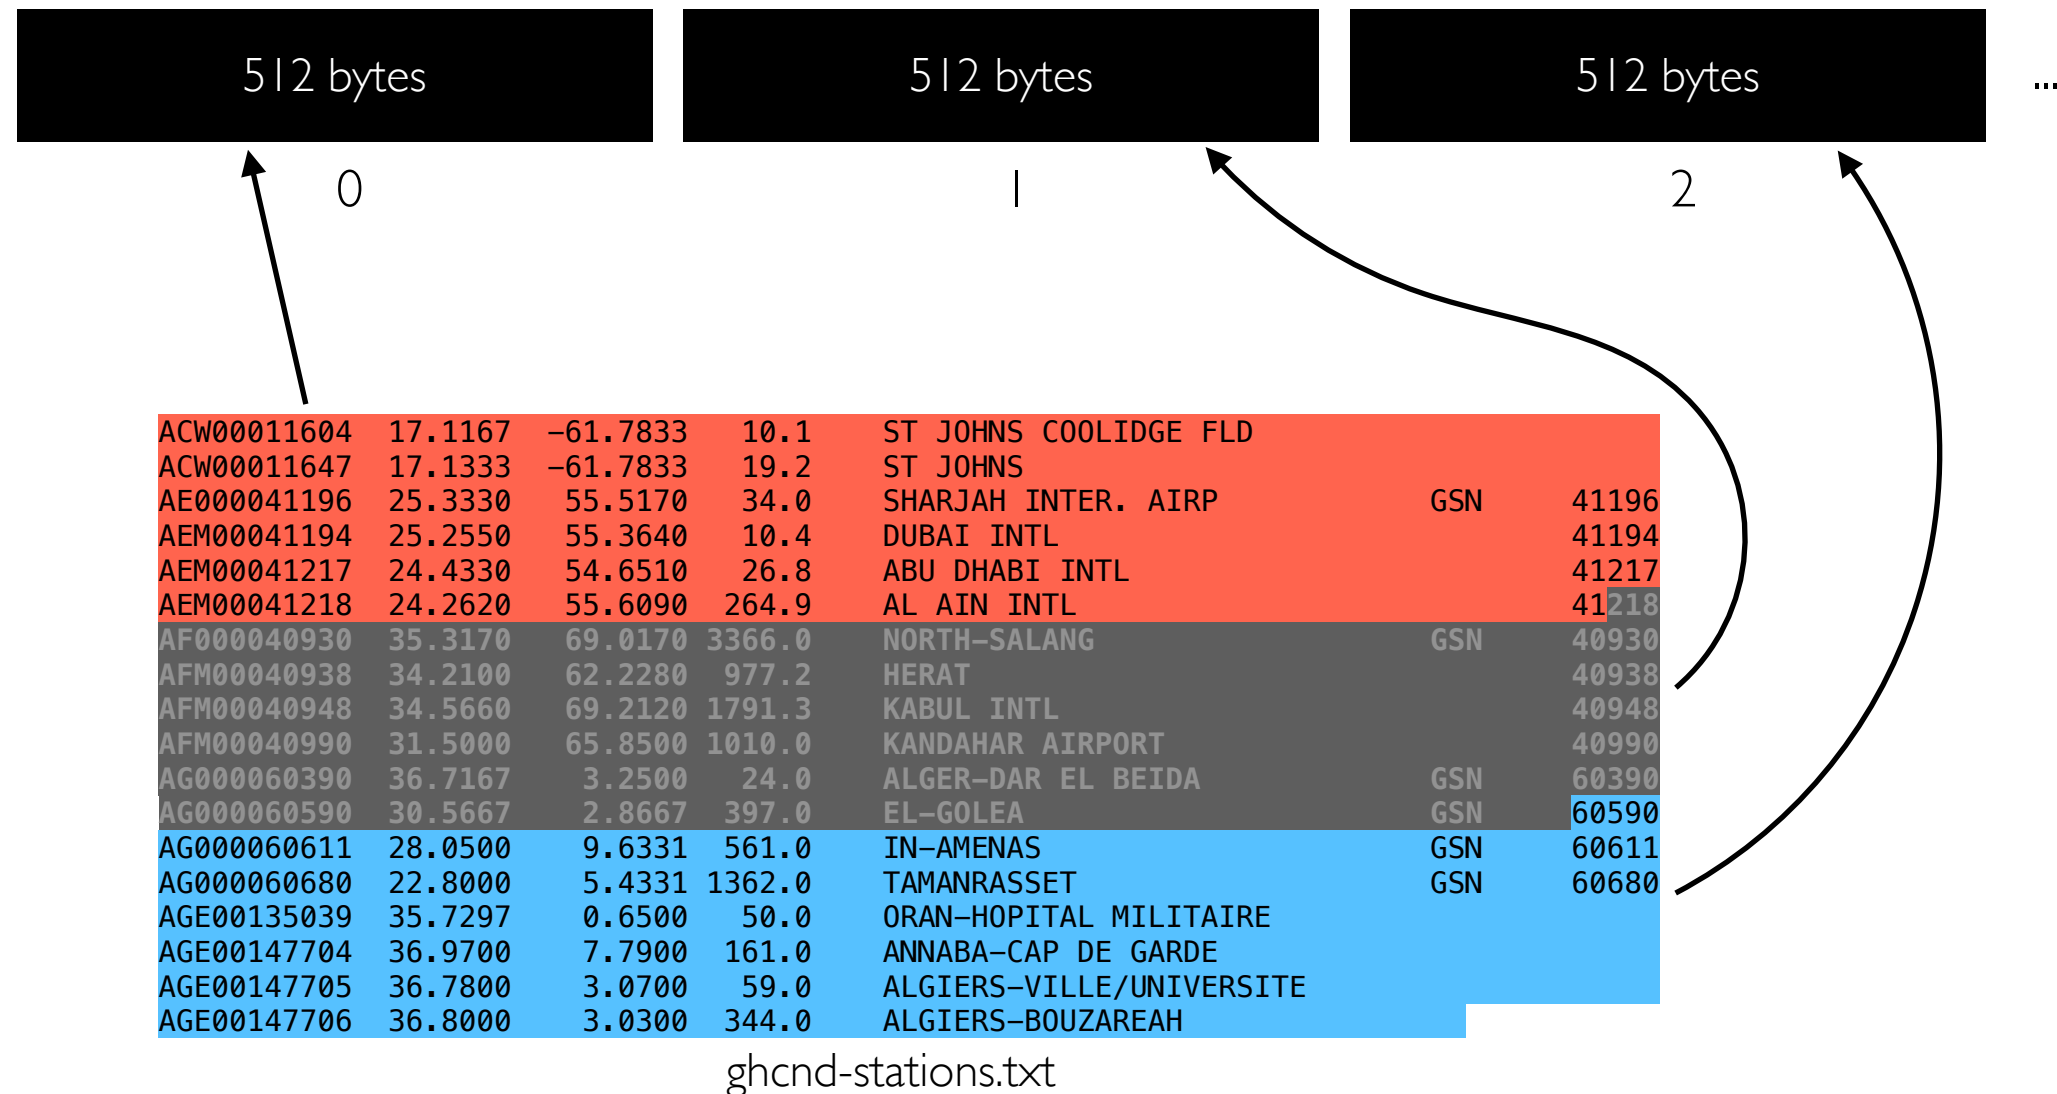 512 bytes 512 bytes 512 bytes ...
0 1 2
ACW00011604 17.1167 −61.7833 10.1 ST JOHNS COOLIDGE FLD
ACW00011647 17.1333 −61.7833 19.2 ST JOHNS
AE000041196 25.3330 55.5170 34.0 SHARJAH INTER. AIRP GSN 41196
AEM00041194 25.2550 55.3640 10.4 DUBAI INTL 41194
AEM00041217 24.4330 54.6510 26.8 ABU DHABI INTL 41217
AEM00041218 24.2620 55.6090 264.9 AL AIN INTL 41218
AF000040930 35.3170 69.0170 3366.0 NORTH−SALANG GSN 40930
AFM00040938 34.2100 62.2280 977.2 HERAT 40938
AFM00040948 34.5660 69.2120 1791.3 KABUL INTL 40948
AFM00040990 31.5000 65.8500 1010.0 KANDAHAR AIRPORT 40990
AG000060390 36.7167 3.2500 24.0 ALGER−DAR EL BEIDA GSN 60390
AG000060590 30.5667 2.8667 397.0 EL−GOLEA GSN 60590
AG000060611 28.0500 9.6331 561.0 IN−AMENAS GSN 60611
AG000060680 22.8000 5.4331 1362.0 TAMANRASSET GSN 60680
AGE00135039 35.7297 0.6500 50.0 ORAN−HOPITAL MILITAIRE
AGE00147704 36.9700 7.7900 161.0 ANNABA−CAP DE GARDE
AGE00147705 36.7800 3.0700 59.0 ALGIERS−VILLE/UNIVERSITE
AGE00147706 36.8000 3.0300 344.0 ALGIERS−BOUZAREAH
ghcnd-stations.txt